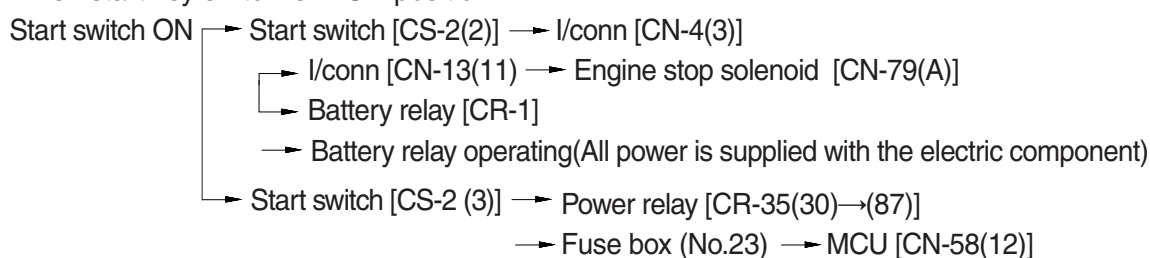 Start switch ON → Start switch [CS-2(2)] → I/conn [CN-4(3)]
→ I/conn [CN-13(11) → Engine stop solenoid [CN-79(A)]
→ Battery relay [CR-1]
→ Battery relay operating(All power is supplied with the electric component)
→ Start switch [CS-2 (3)] → Power relay [CR-35(30)→(87)]
→ Fuse box (No.23) → MCU [CN-58(12)]